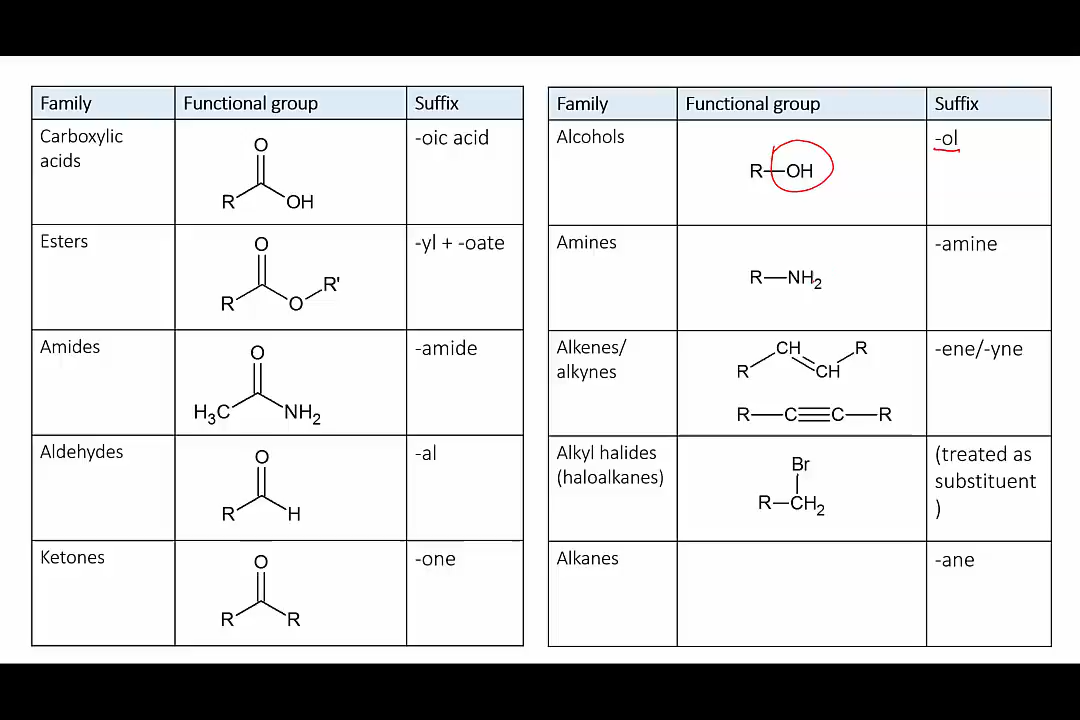 Family Functional group Suffix
Carboxylic
acids
O
R OH
-oic acid
Esters
O
R O R'
-yl + -oate
Amides
O
H3C NH2
-amide
Aldehydes
O
R H
-al
Ketones
O
R R
-one
Family Functional group Suffix
Alcohols
R—OH
-ol
Amines
R—NH2
-amine
Alkenes/
alkynes
CH R
R CH
R—C≡C—R
-ene/-yne
Alkyl halides
(haloalkanes)
Br
R—CH2
(treated as
substituent
)
Alkanes
-ane